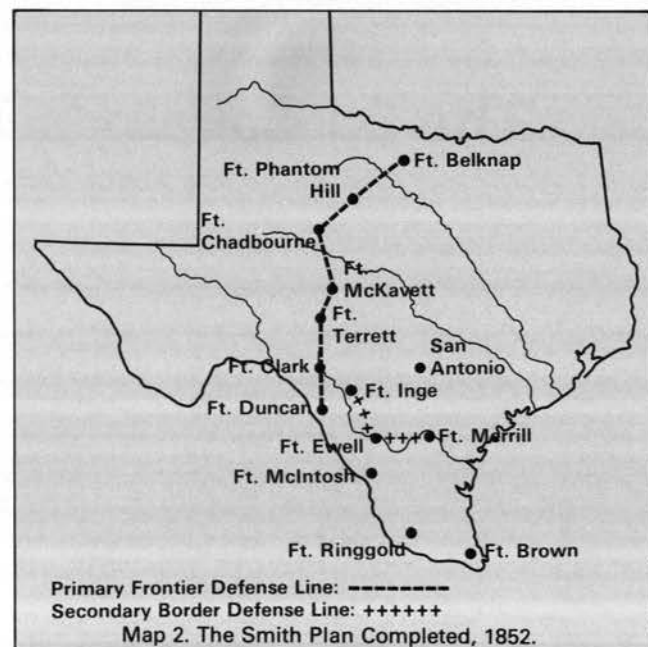 Ft. Phantom
Hill
Ft. Belknap
Ft.
Chadbourne
Ft.
McKavett
Ft.
Terrett
San
Antonio
Ft. Clark
Ft. Inge
Ft. Duncan
Ft. Ewell
Ft. Merrill
Ft. McIntosh
Ft. Ringgold
Ft. Brown
Primary Frontier Defense Line:
Secondary Border Defense Line: ++++++
Map 2. The Smith Plan Completed, 1852.